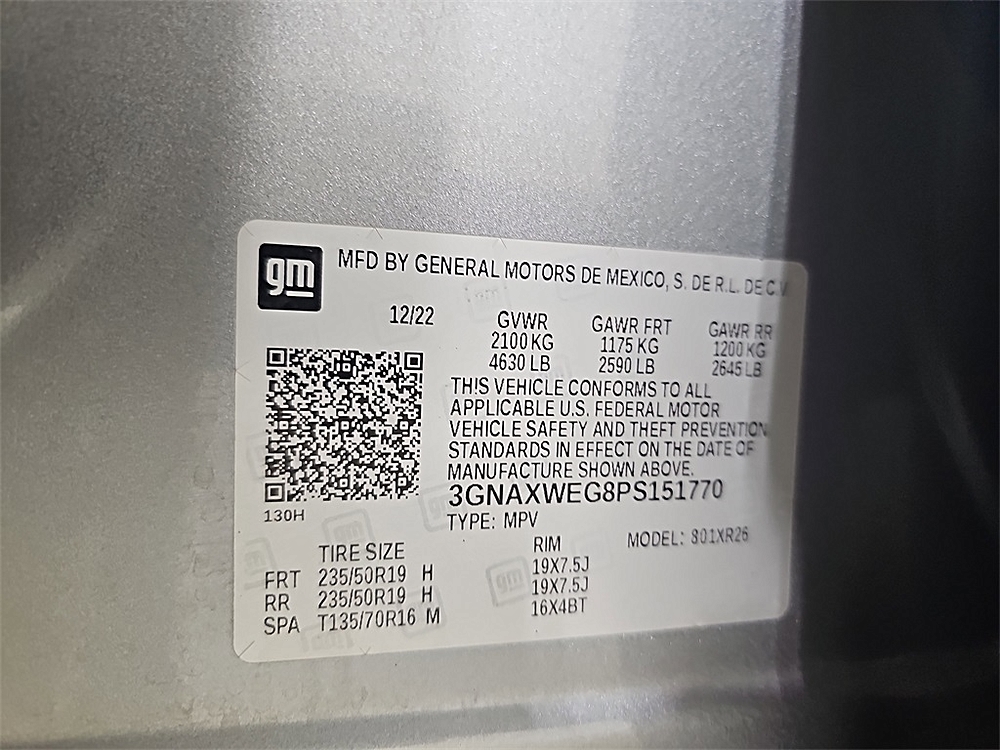 gm MFD BY GENERAL MOTORS DE MEXICO, S. DE R.L. DE C.V.
12/22 GVWR GAWR FRT GAWR RR
2100 KG 1175 KG 1200 KG
4630 LB 2590 LB 2645 LB
THIS VEHICLE CONFORMS TO ALL
APPLICABLE U.S. FEDERAL MOTOR
VEHICLE SAFETY AND THEFT PREVENTION
STANDARDS IN EFFECT ON THE DATE OF
MANUFACTURE SHOWN ABOVE.
3GNAXWEG8PS151770
130H
TYPE: MPV MODEL: 801XR26
TIRE SIZE RIM
FRT 235/50R19 H 19X7.5J
RR 235/50R19 H 19X7.5J
SPA T135/70R16 M 16X4BT